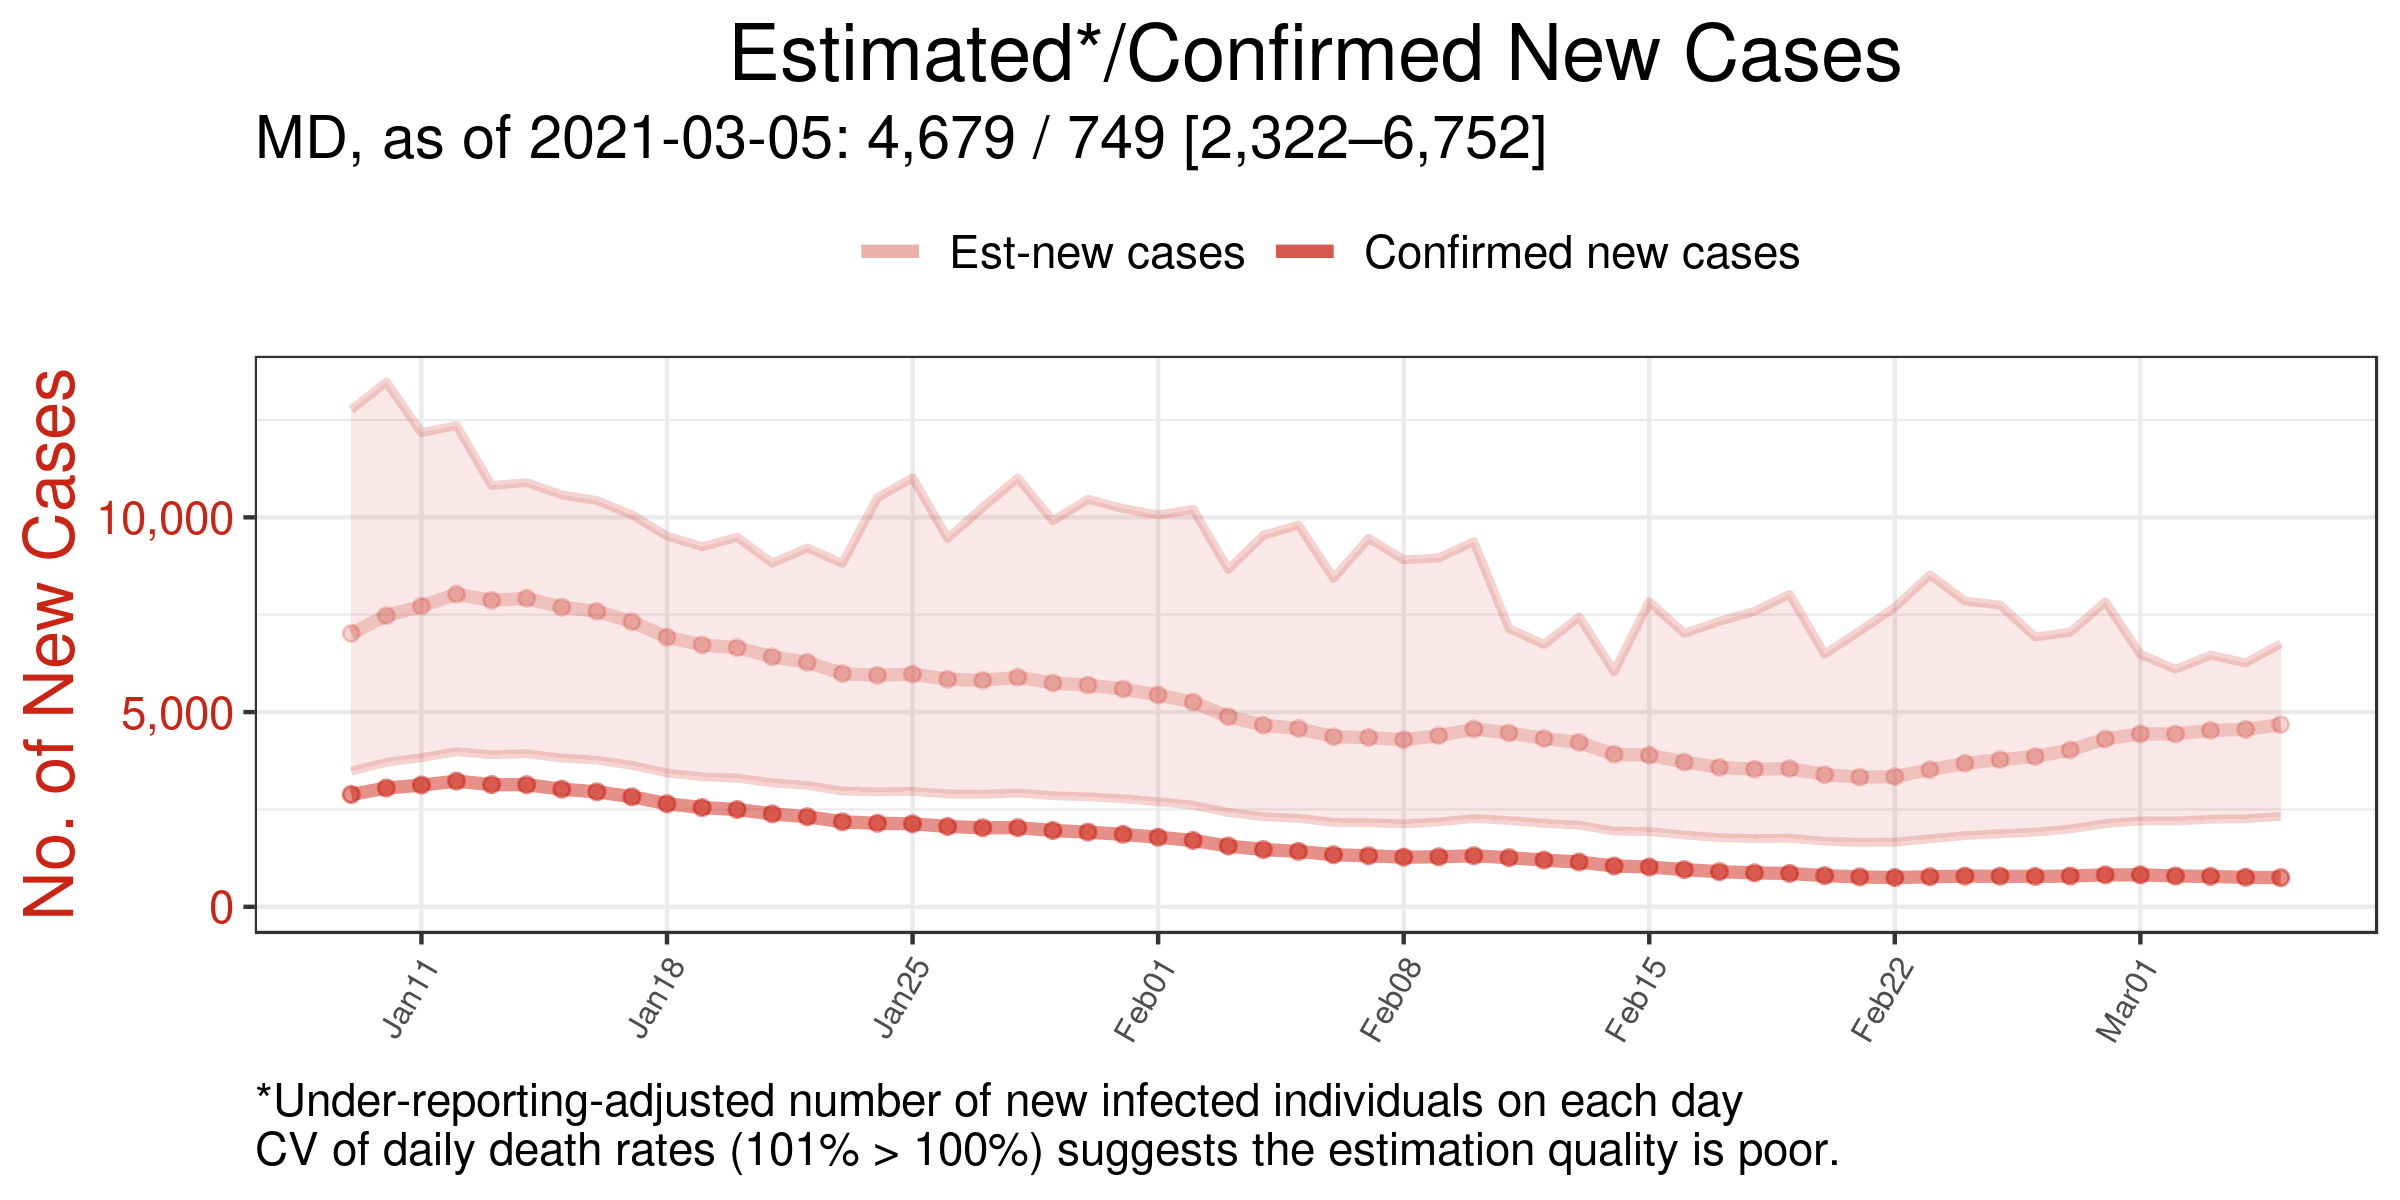 Estimated*/Confirmed New Cases
MD, as of 2021-03-05: 4,679 / 749 [2,322–6,752]
Est-new cases
Confirmed new cases
No. of New Cases
10,000
5,000
0
Jan11
Jan18
Jan25
Feb01
Feb08
Feb15
Feb22
Mar01
*Under-reporting-adjusted number of new infected individuals on each day
CV of daily death rates (101% > 100%) suggests the estimation quality is poor.